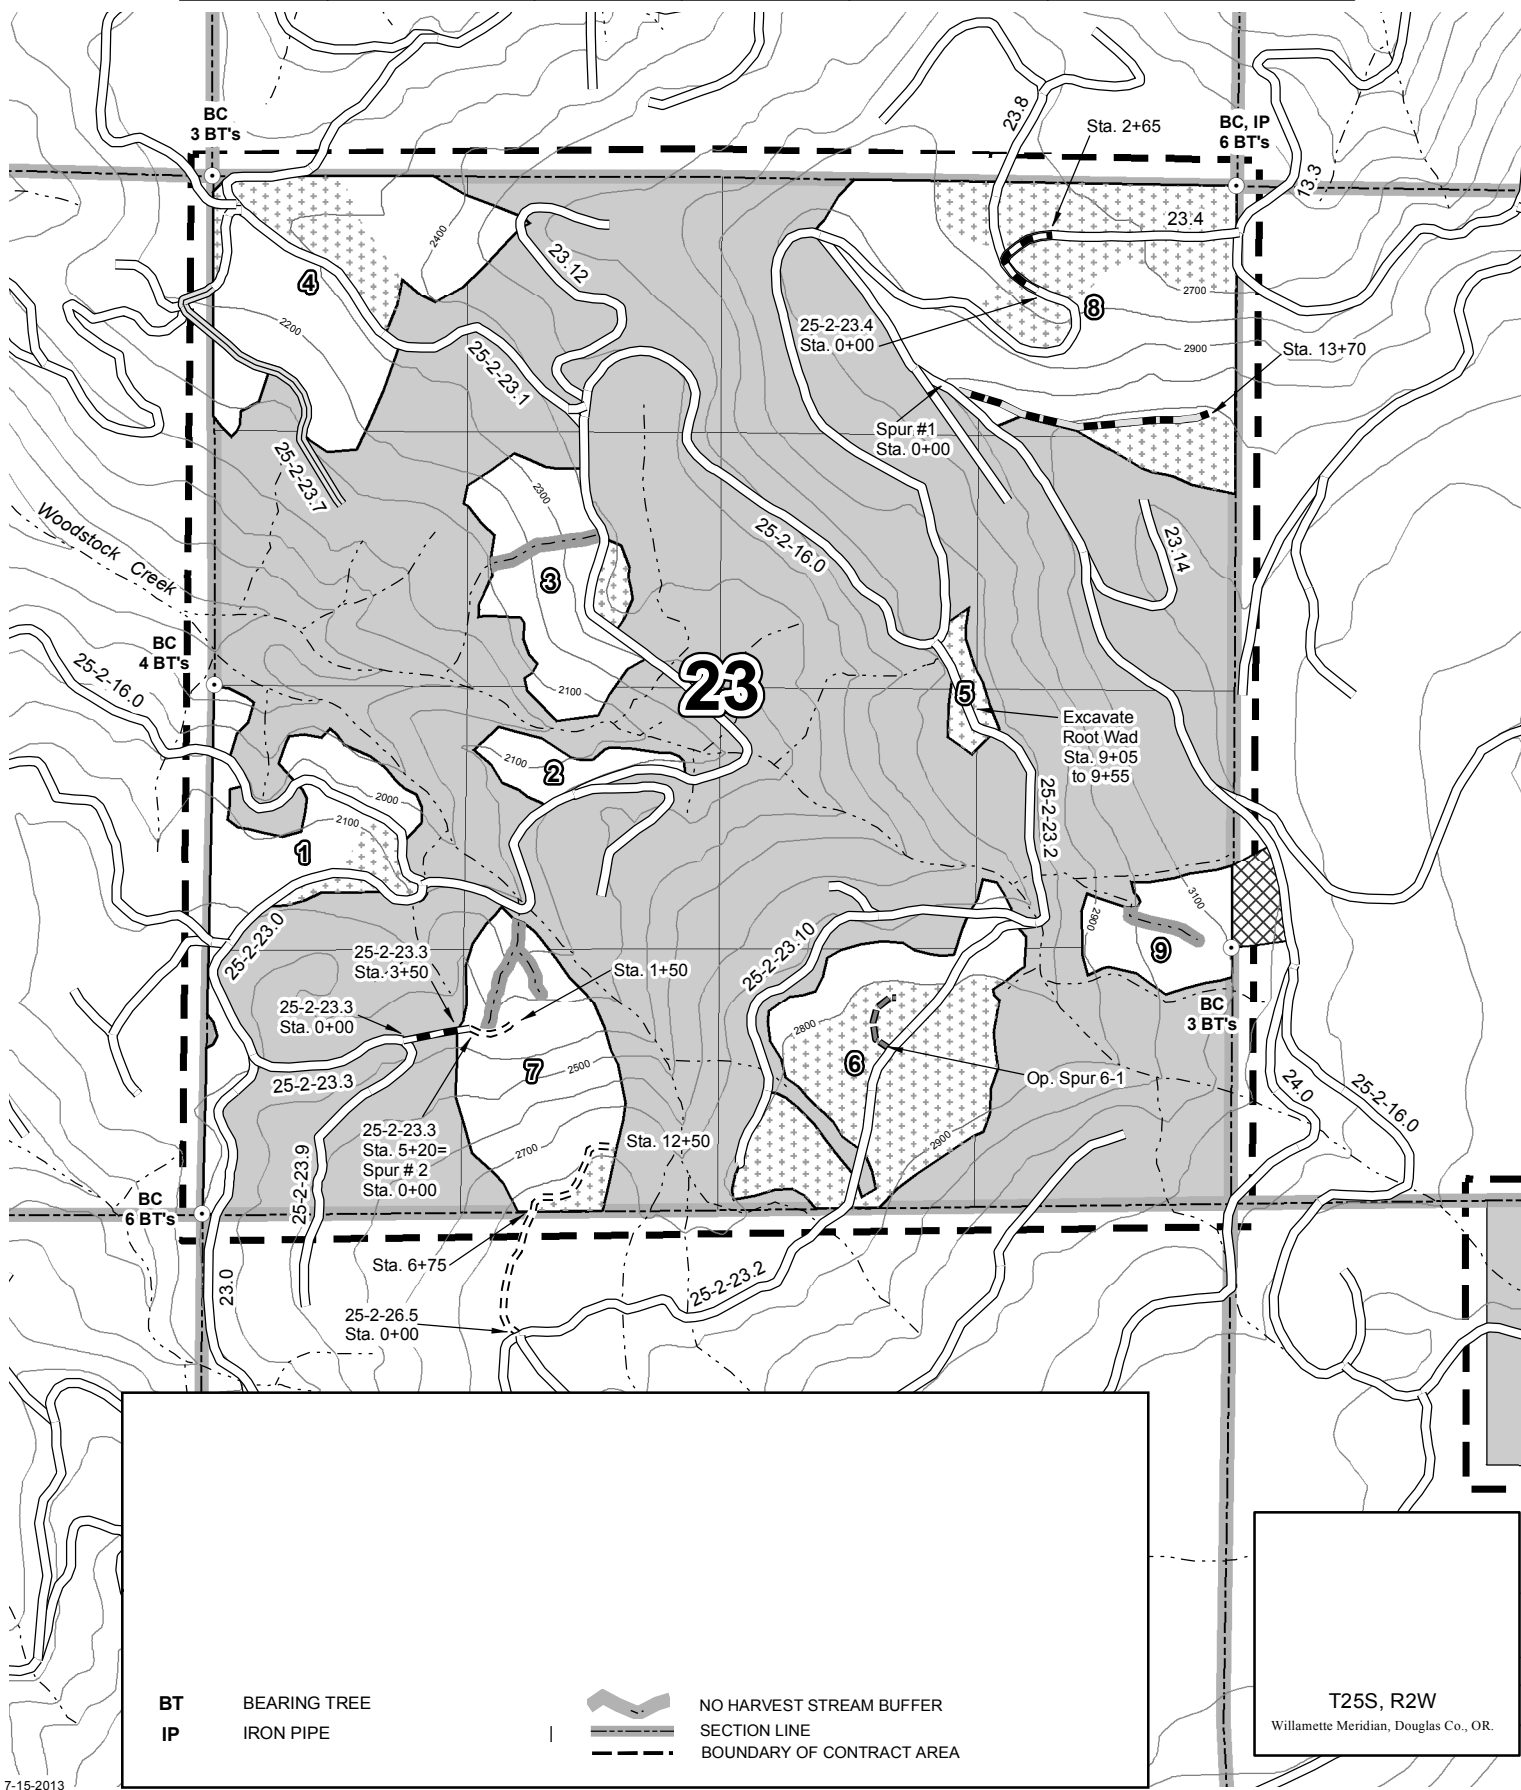 BC
3 BT's
23.8
Sta. 2+65
BC, IP
6 BT's
13.3
23.4
2400
23.12
4
2700
8
2200
25-2-23.4
Sta. 0+00
2900
Sta. 13+70
25-2-23.1
Spur #1
Sta. 0+00
25-2-23.7
2300
Woodstock
Creek
25-2-16.0
23.14
3
BC
4 BT's
25-2-16.0
2100
23
5
Excavate
Root Wad
Sta. 9+05
to 9+55
2100
2
2000
2100
25-2-23.2
1
3100
2900
25-2-23.0
25-2-23.3
Sta. 3+50
Sta. 1+50
25-2-23.10
9
25-2-23.3
Sta. 0+00
BC
3 BT's
2800
7
2500
6
25-2-23.3
Op. Spur 6-1
24.0
25-2-16.0
25-2-23.3
Sta. 5+20=
Spur # 2
Sta. 0+00
Sta. 12+50
2700
2900
25-2-23.9
BC
6 BT's
Sta. 6+75
23.0
25-2-23.2
25-2-26.5
Sta. 0+00
BT BEARING TREE
IP IRON PIPE
NO HARVEST STREAM BUFFER
SECTION LINE
BOUNDARY OF CONTRACT AREA
T25S, R2W
Willamette Meridian, Douglas Co., OR.
7-15-2013